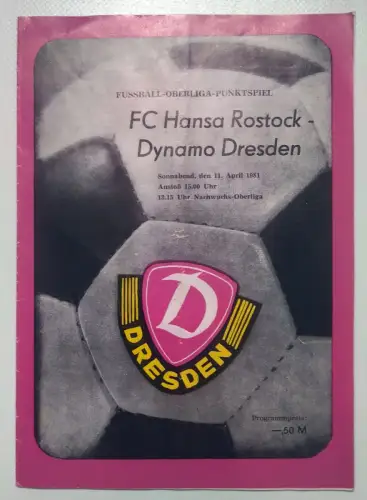 FUSSBALL-OBERLIGA-PUNKTSPIEL
FC Hansa Rostock -
Dynamo Dresden
Sonnabend, den 11. April 1981
Anstoß 15.00 Uhr
13.15 Uhr Nachwuchs-Oberliga
D
DRESDEN
Programmpreis:
—,50 M